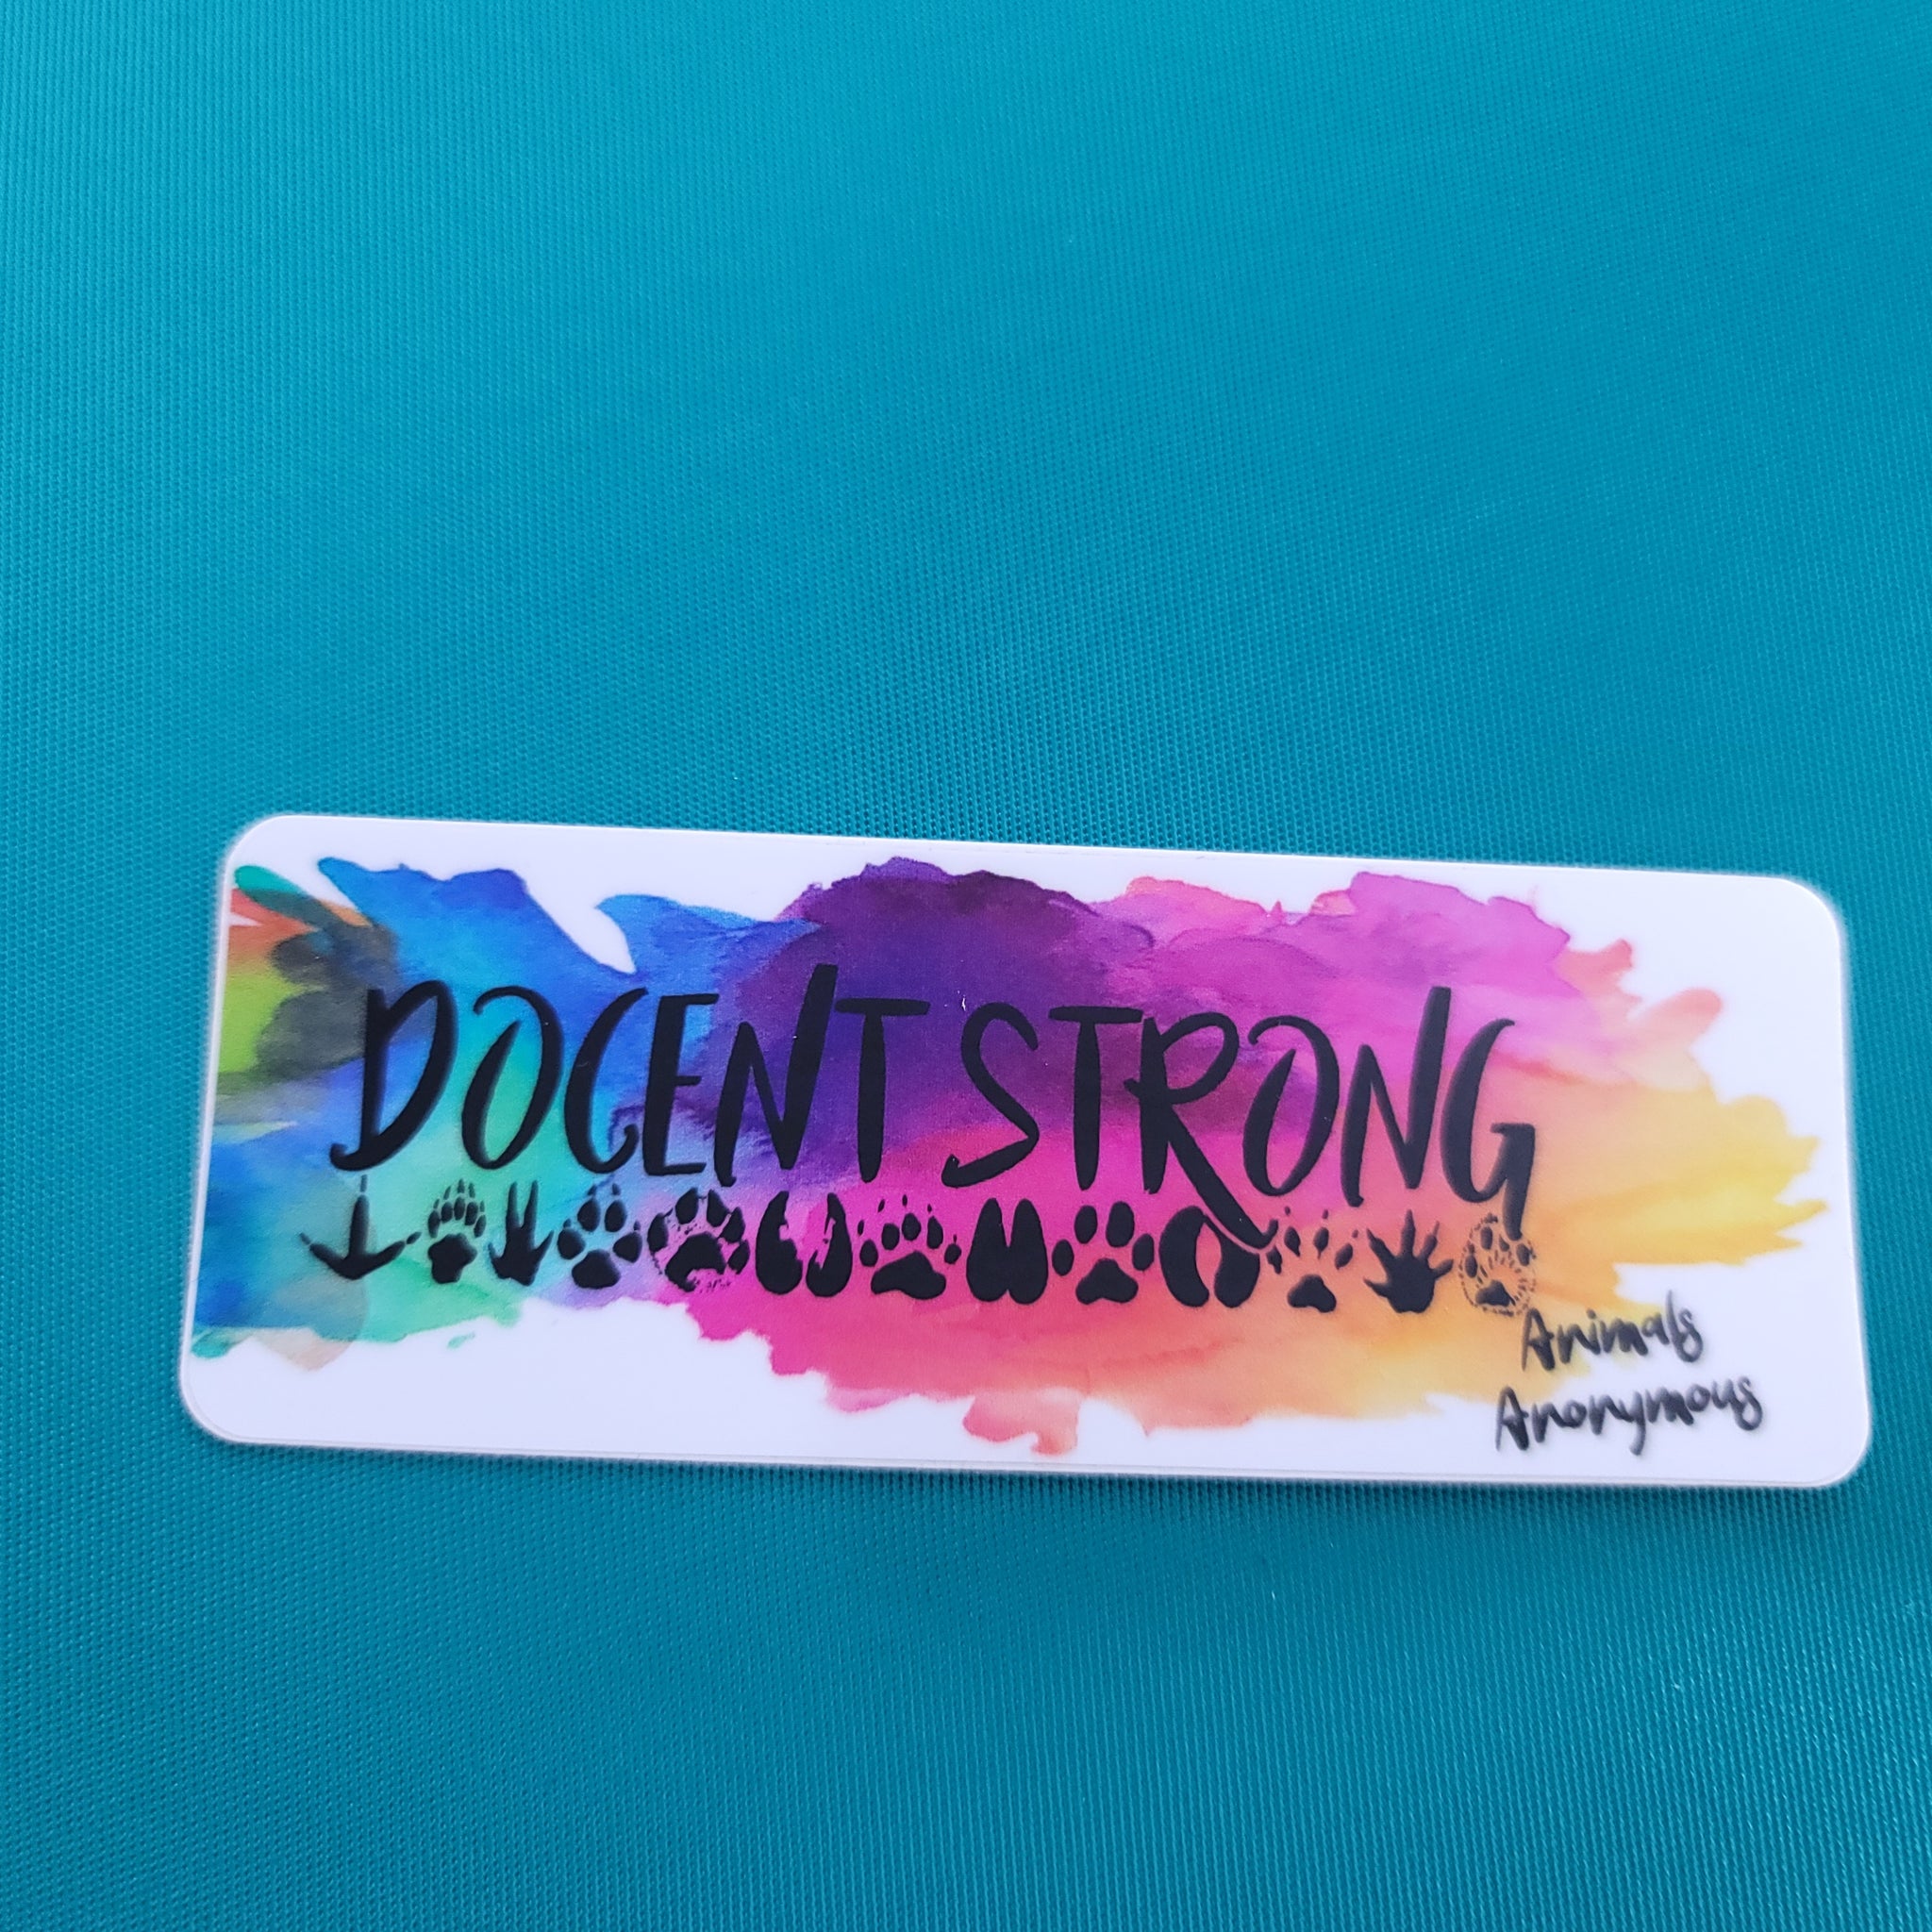 DOCENT STRONG
Animals
Anonymous